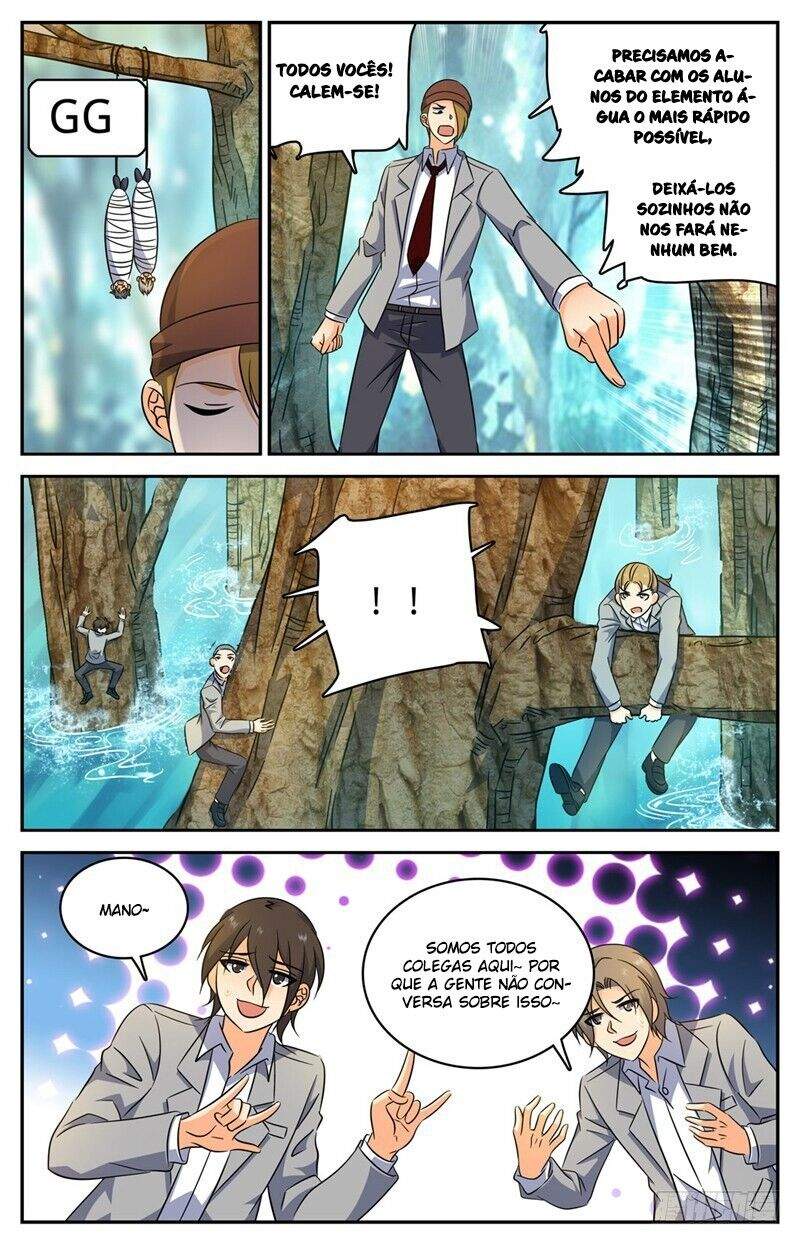 GG
TODOS VOCÊS!
CALEM-SE!
PRECISAMOS A-
CABAR COM OS ALU-
NOS DO ELEMENTO Á-
GUA O MAIS RÁPIDO
POSSÍVEL,
DEIXÁ-LOS
SOZINHOS NÃO
NOS FARÁ NE-
NHUM BEM.
! !
MANO~
SOMOS TODOS
COLEGAS AQUI~ POR
QUE A GENTE NÃO CON-
VERSA SOBRE ISSO~